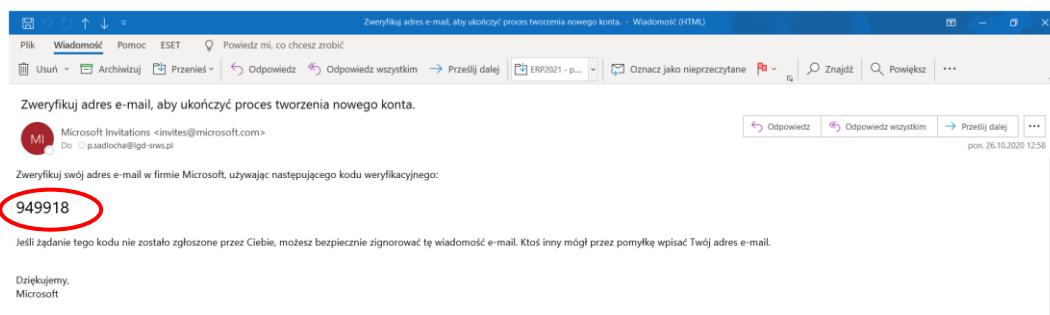 Zweryfikuj adres e-mail, aby ukończyć proces tworzenia nowego konta. - Wiadomość (HTML)
Plik Wiadomość Pomoc ESET Powiedz mi, co chcesz zrobić
Usuń Archiwizuj Przenieś Odpowiedz Odpowiedz wszystkim Prześlij dalej ERP2021 - p... Oznacz jako nieprzeczytane Znajdź Powiększ ...
Zweryfikuj adres e-mail, aby ukończyć proces tworzenia nowego konta.
MI
Microsoft Invitations <invites@microsoft.com>
Do p.sadlocha@lgd-srws.pl
Odpowiedz Odpowiedz wszystkim Prześlij dalej ...
pon. 26.10.2020 12:58
Zweryfikuj swój adres e-mail w firmie Microsoft, używając następującego kodu weryfikacyjnego:
949918
Jeśli żądanie tego kodu nie zostało zgłoszone przez Ciebie, możesz bezpiecznie zignorować tę wiadomość e-mail. Ktoś inny mógł przez pomyłkę wpisać Twój adres e-mail.
Dziękujemy,
Microsoft